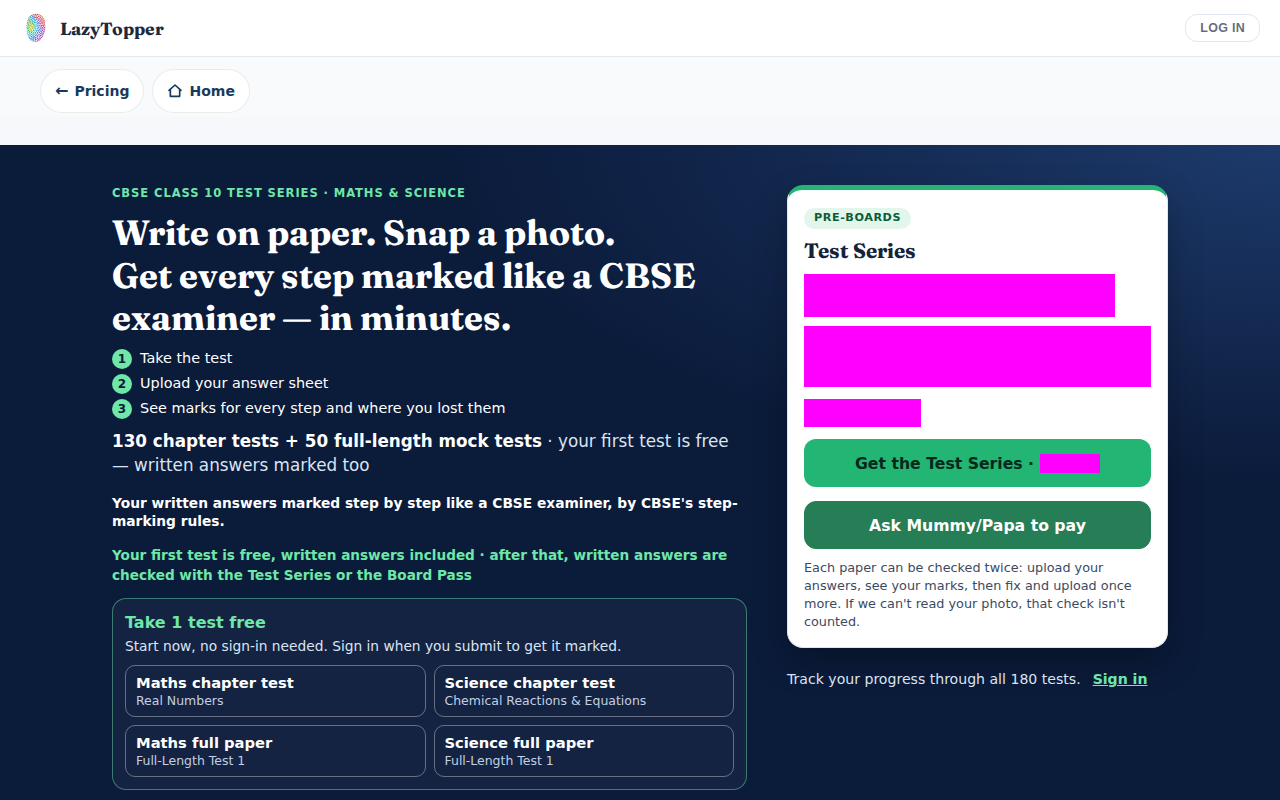 LazyTopper
LOG IN
← Pricing
Home
CBSE CLASS 10 TEST SERIES · MATHS & SCIENCE
Write on paper. Snap a photo.
Get every step marked like a CBSE
examiner — in minutes.
1 Take the test
2 Upload your answer sheet
3 See marks for every step and where you lost them
130 chapter tests + 50 full-length mock tests · your first test is free
— written answers marked too
Your written answers marked step by step like a CBSE examiner, by CBSE's step-
marking rules.
Your first test is free, written answers included · after that, written answers are
checked with the Test Series or the Board Pass
Take 1 test free
Start now, no sign-in needed. Sign in when you submit to get it marked.
Maths chapter test
Real Numbers
Science chapter test
Chemical Reactions & Equations
Maths full paper
Full-Length Test 1
Science full paper
Full-Length Test 1
PRE-BOARDS
Test Series
Get the Test Series ·
Ask Mummy/Papa to pay
Each paper can be checked twice: upload your
answers, see your marks, then fix and upload once
more. If we can't read your photo, that check isn't
counted.
Track your progress through all 180 tests. Sign in